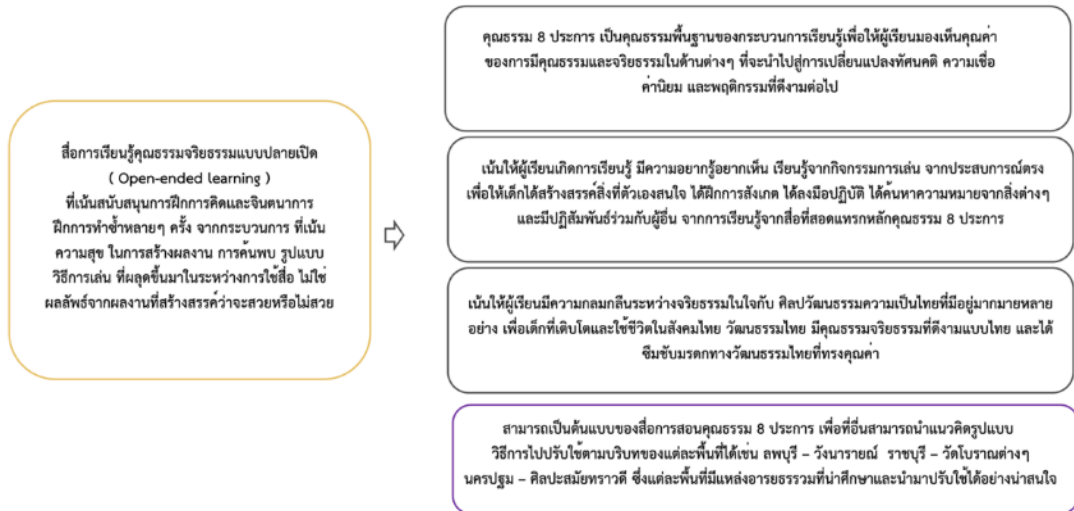 สื่อการเรียนรู้คุณธรรมจริยธรรมแบบปลายเปิด
( Open-ended learning )
ที่เน้นสนับสนุนการฝึกการคิดและจินตนาการ
ฝึกการทำซ้ำหลายๆ ครั้ง จากกระบวนการ ที่เน้น
ความสุข ในการสร้างผลงาน การค้นพบ รูปแบบ
วิธีการเล่น ที่ผลุดขึ้นมาในระหว่างการใช้สื่อ ไม่ใช่
ผลลัพธ์จากผลงานที่สร้างสรรค์ว่าจะสวยหรือไม่สวย
คุณธรรม 8 ประการ เป็นคุณธรรมพื้นฐานของกระบวนการเรียนรู้เพื่อให้ผู้เรียนมองเห็นคุณค่า
ของการมีคุณธรรมและจริยธรรมในด้านต่างๆ ที่จะนำไปสู่การเปลี่ยนแปลงทัศนคติ ความเชื่อ
ค่านิยม และพฤติกรรมที่ดีงามต่อไป
เน้นให้ผู้เรียนเกิดการเรียนรู้ มีความอยากรู้อยากเห็น เรียนรู้จากกิจกรรมการเล่น จากประสบการณ์ตรง
เพื่อให้เด็กได้สร้างสรรค์สิ่งที่ตัวเองสนใจ ได้ฝึกการสังเกต ได้ลงมือปฏิบัติ ได้ค้นหาความหมายจากสิ่งต่างๆ
และมีปฏิสัมพันธ์ร่วมกับผู้อื่น จากการเรียนรู้จากสื่อที่สอดแทรกหลักคุณธรรม 8 ประการ
เน้นให้ผู้เรียนมีความกลมกลืนระหว่างจริยธรรมในใจกับ ศิลปวัฒนธรรมความเป็นไทยที่มีอยู่มากมายหลาย
อย่าง เพื่อเด็กที่เติบโตและใช้ชีวิตในสังคมไทย วัฒนธรรมไทย มีคุณธรรมจริยธรรมที่ดีงามแบบไทย และได้
ซึมซับมรดกทางวัฒนธรรมไทยที่ทรงคุณค่า
สามารถเป็นต้นแบบของสื่อการสอนคุณธรรม 8 ประการ เพื่อที่อื่นสามารถนำแนวคิดรูปแบบ
วิธีการไปปรับใช้ตามบริบทของแต่ละพื้นที่ได้เช่น ลพบุรี – วังนารายณ์ ราชบุรี – วัดโบราณต่างๆ
นครปฐม – ศิลปะสมัยทราวดี ซึ่งแต่ละพื้นที่มีแหล่งอารยธรรวมที่น่าศึกษาและนำมาปรับใช้ได้อย่างน่าสนใจ